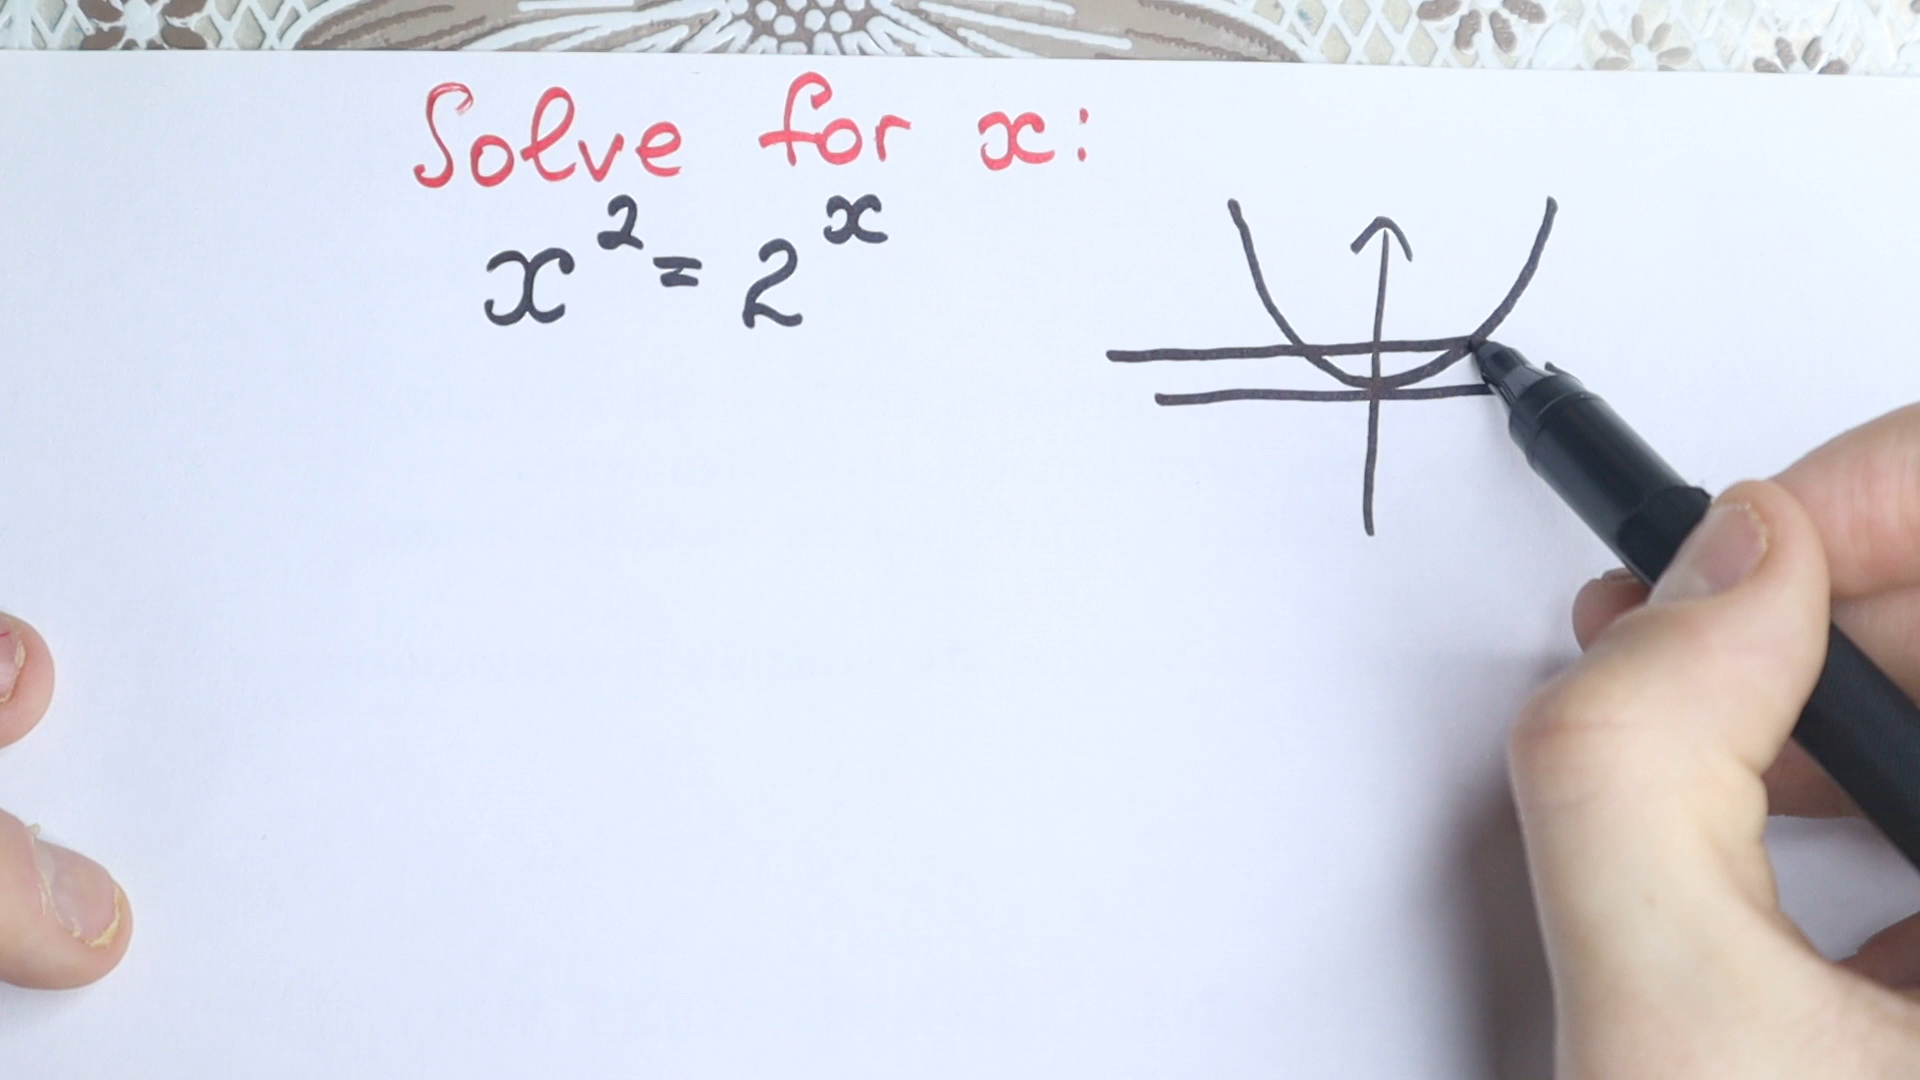 Solve for x:
x² = 2ˣ